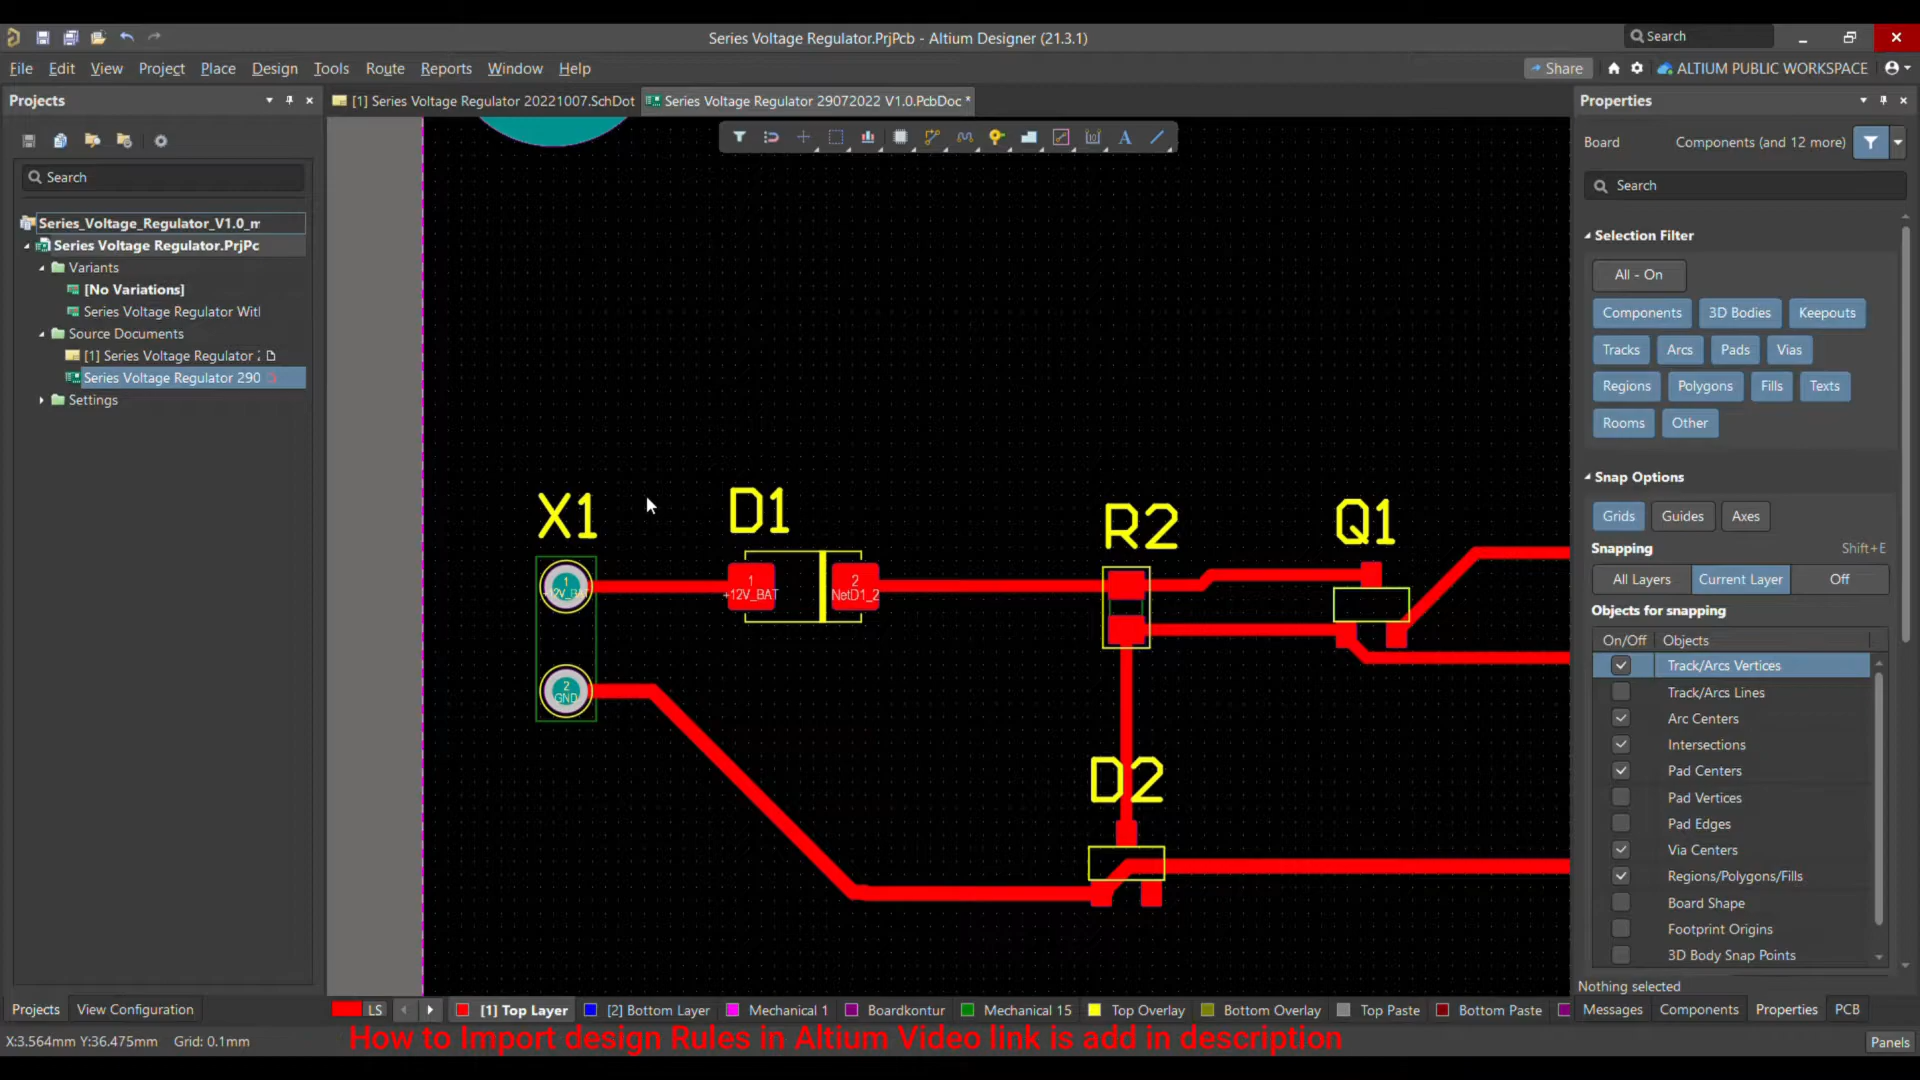 Series Voltage Regulator.PrjPcb - Altium Designer (21.3.1)
Search
File Edit View Project Place Design Tools Route Reports Window Help
Share
ALTIUM PUBLIC WORKSPACE
Projects
[1] Series Voltage Regulator 20221007.SchDot
Series Voltage Regulator 29072022 V1.0.PcbDoc *
Properties
Board
Components (and 12 more)
Search
Search
Series_Voltage_Regulator_V1.0_m
Series Voltage Regulator.PrjPc
Variants
[No Variations]
Series Voltage Regulator Witl
Source Documents
[1] Series Voltage Regulator 2
Series Voltage Regulator 290
Settings
Selection Filter
All - On
Components 3D Bodies Keepouts
Tracks Arcs Pads Vias
Regions Polygons Fills Texts
Rooms Other
Snap Options
Grids Guides Axes
Snapping Shift+E
All Layers Current Layer Off
Objects for snapping
On/Off Objects
Track/Arcs Vertices
Track/Arcs Lines
Arc Centers
Intersections
Pad Centers
Pad Vertices
Pad Edges
Via Centers
Regions/Polygons/Fills
Board Shape
Footprint Origins
3D Body Snap Points
Nothing selected
X1
D1
R2
Q1
1
+12V_BAT
1
+12V_BAT
2
NetD1_2
2
GND
D2
Projects View Configuration
LS [1] Top Layer [2] Bottom Layer Mechanical 1 Boardkontur Mechanical 15 Top Overlay Bottom Overlay Top Paste Bottom Paste
Messages Components Properties PCB
X:3.564mm Y:36.475mm Grid: 0.1mm
How to Import design Rules in Altium Video link is add in description
Panels